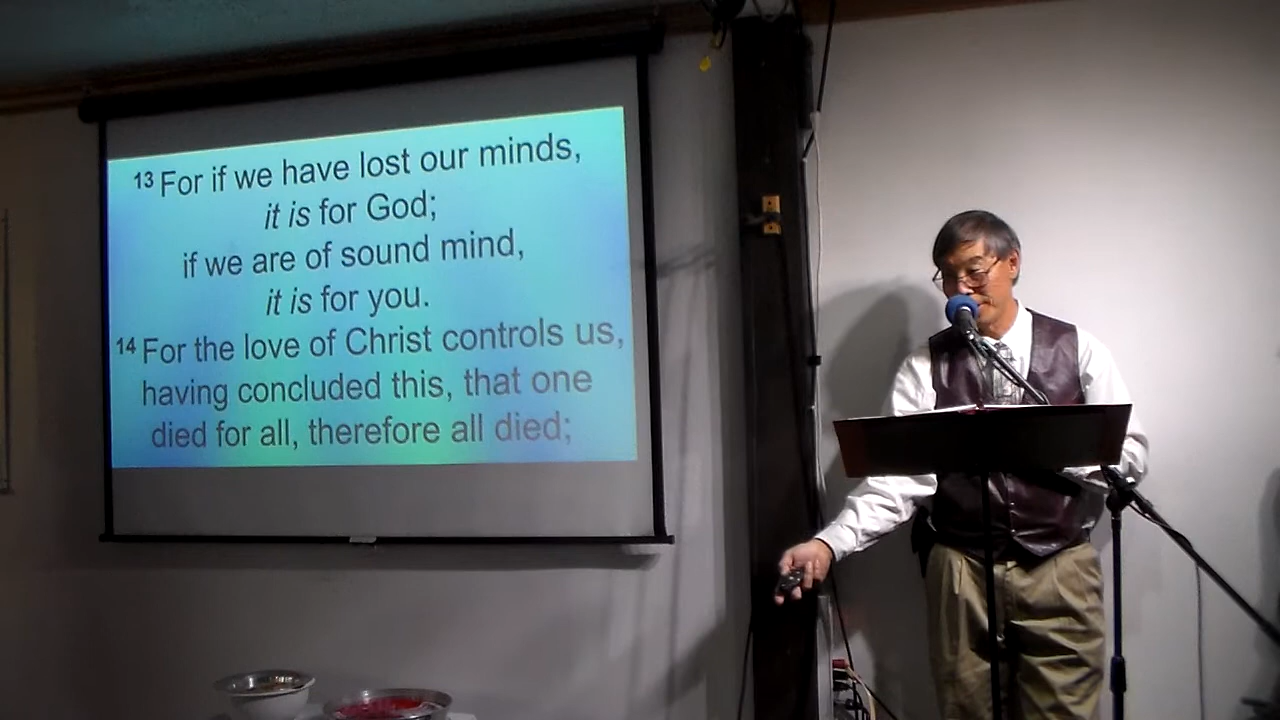 13 For if we have lost our minds,
it is for God;
if we are of sound mind,
it is for you.
14 For the love of Christ controls us,
having concluded this, that one
died for all, therefore all died;